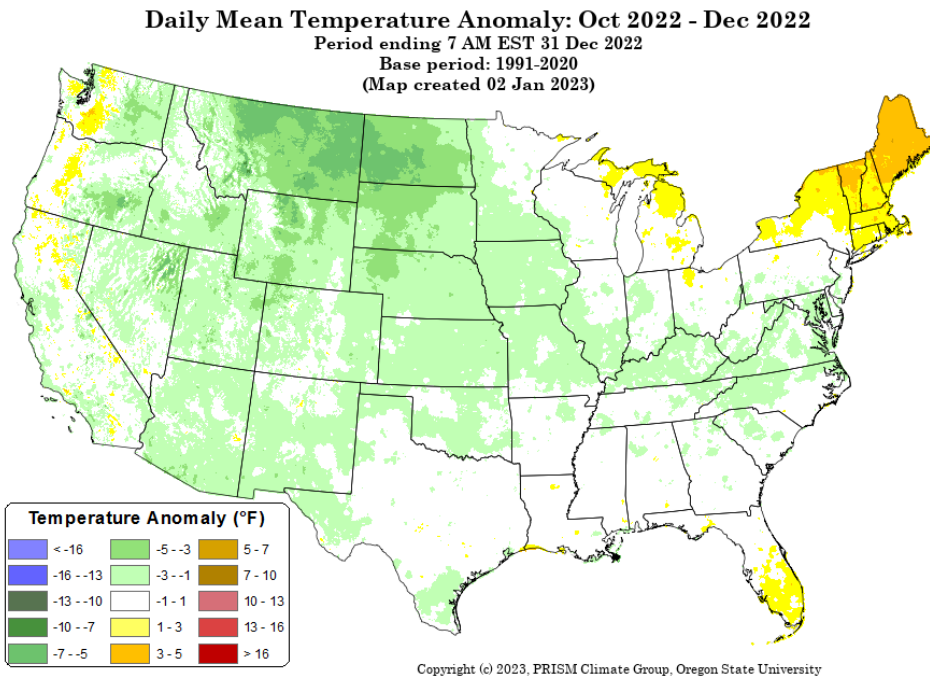 Daily Mean Temperature Anomaly: Oct 2022 - Dec 2022
Period ending 7 AM EST 31 Dec 2022
Base period: 1991-2020
(Map created 02 Jan 2023)
Temperature Anomaly (°F)
< -16
-16 - -13
-13 - -10
-10 - -7
-7 - -5
-5 - -3
-3 - -1
-1 - 1
1 - 3
3 - 5
5 - 7
7 - 10
10 - 13
13 - 16
> 16
Copyright (c) 2023, PRISM Climate Group, Oregon State University